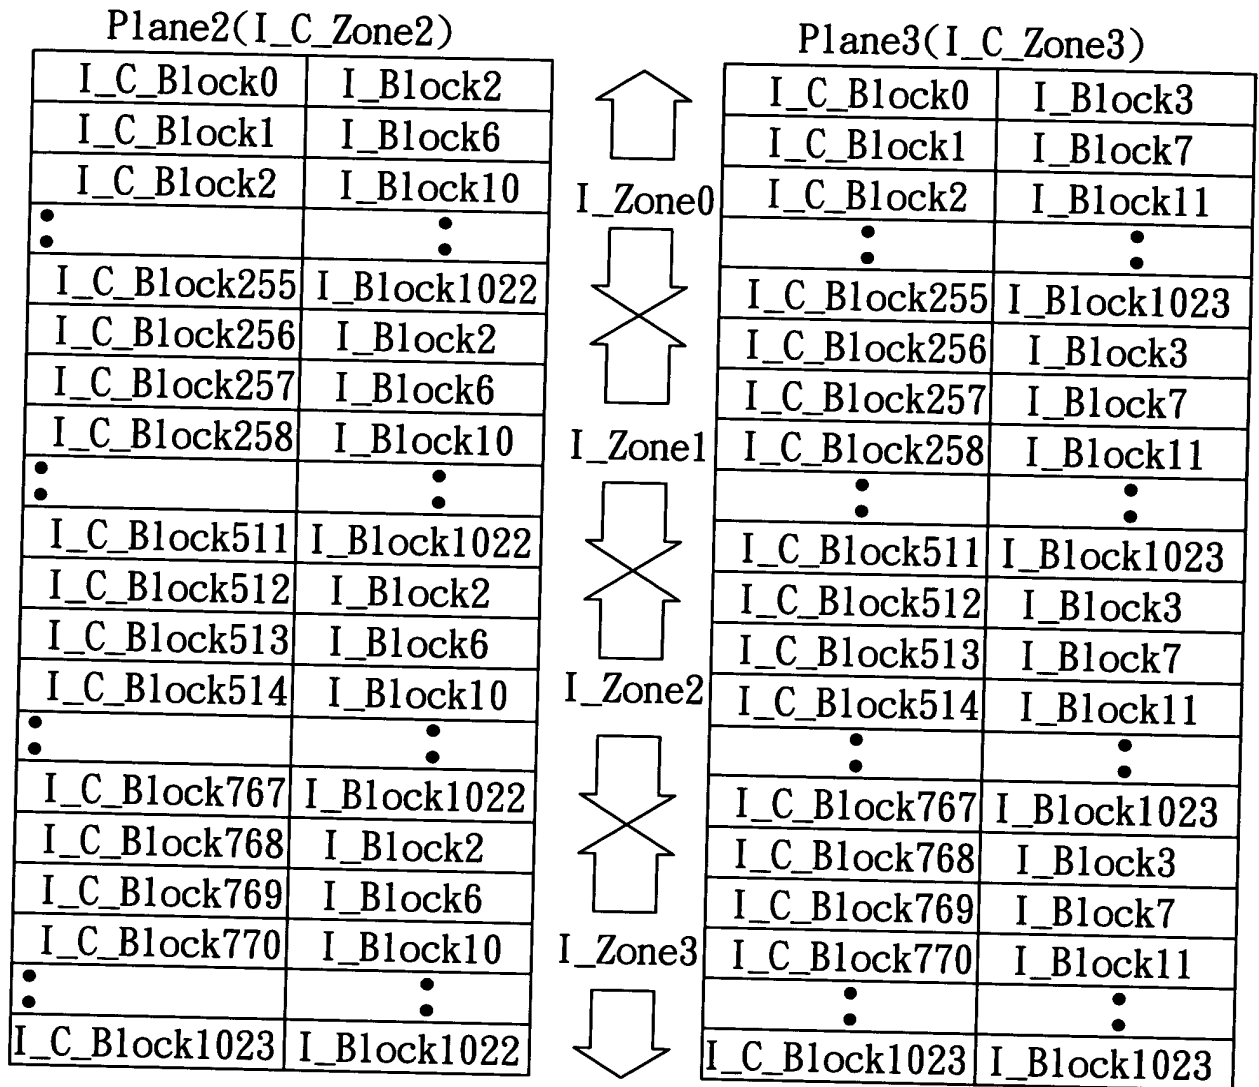 Plane2(I_C_Zone2)
I_C_Block0 I_Block2
I_C_Block1 I_Block6
I_C_Block2 I_Block10
I_C_Block255 I_Block1022
I_C_Block256 I_Block2
I_C_Block257 I_Block6
I_C_Block258 I_Block10
I_C_Block511 I_Block1022
I_C_Block512 I_Block2
I_C_Block513 I_Block6
I_C_Block514 I_Block10
I_C_Block767 I_Block1022
I_C_Block768 I_Block2
I_C_Block769 I_Block6
I_C_Block770 I_Block10
I_C_Block1023 I_Block1022
I_Zone0
I_Zone1
I_Zone2
I_Zone3
Plane3(I_C_Zone3)
I_C_Block0 I_Block3
I_C_Block1 I_Block7
I_C_Block2 I_Block11
I_C_Block255 I_Block1023
I_C_Block256 I_Block3
I_C_Block257 I_Block7
I_C_Block258 I_Block11
I_C_Block511 I_Block1023
I_C_Block512 I_Block3
I_C_Block513 I_Block7
I_C_Block514 I_Block11
I_C_Block767 I_Block1023
I_C_Block768 I_Block3
I_C_Block769 I_Block7
I_C_Block770 I_Block11
I_C_Block1023 I_Block1023